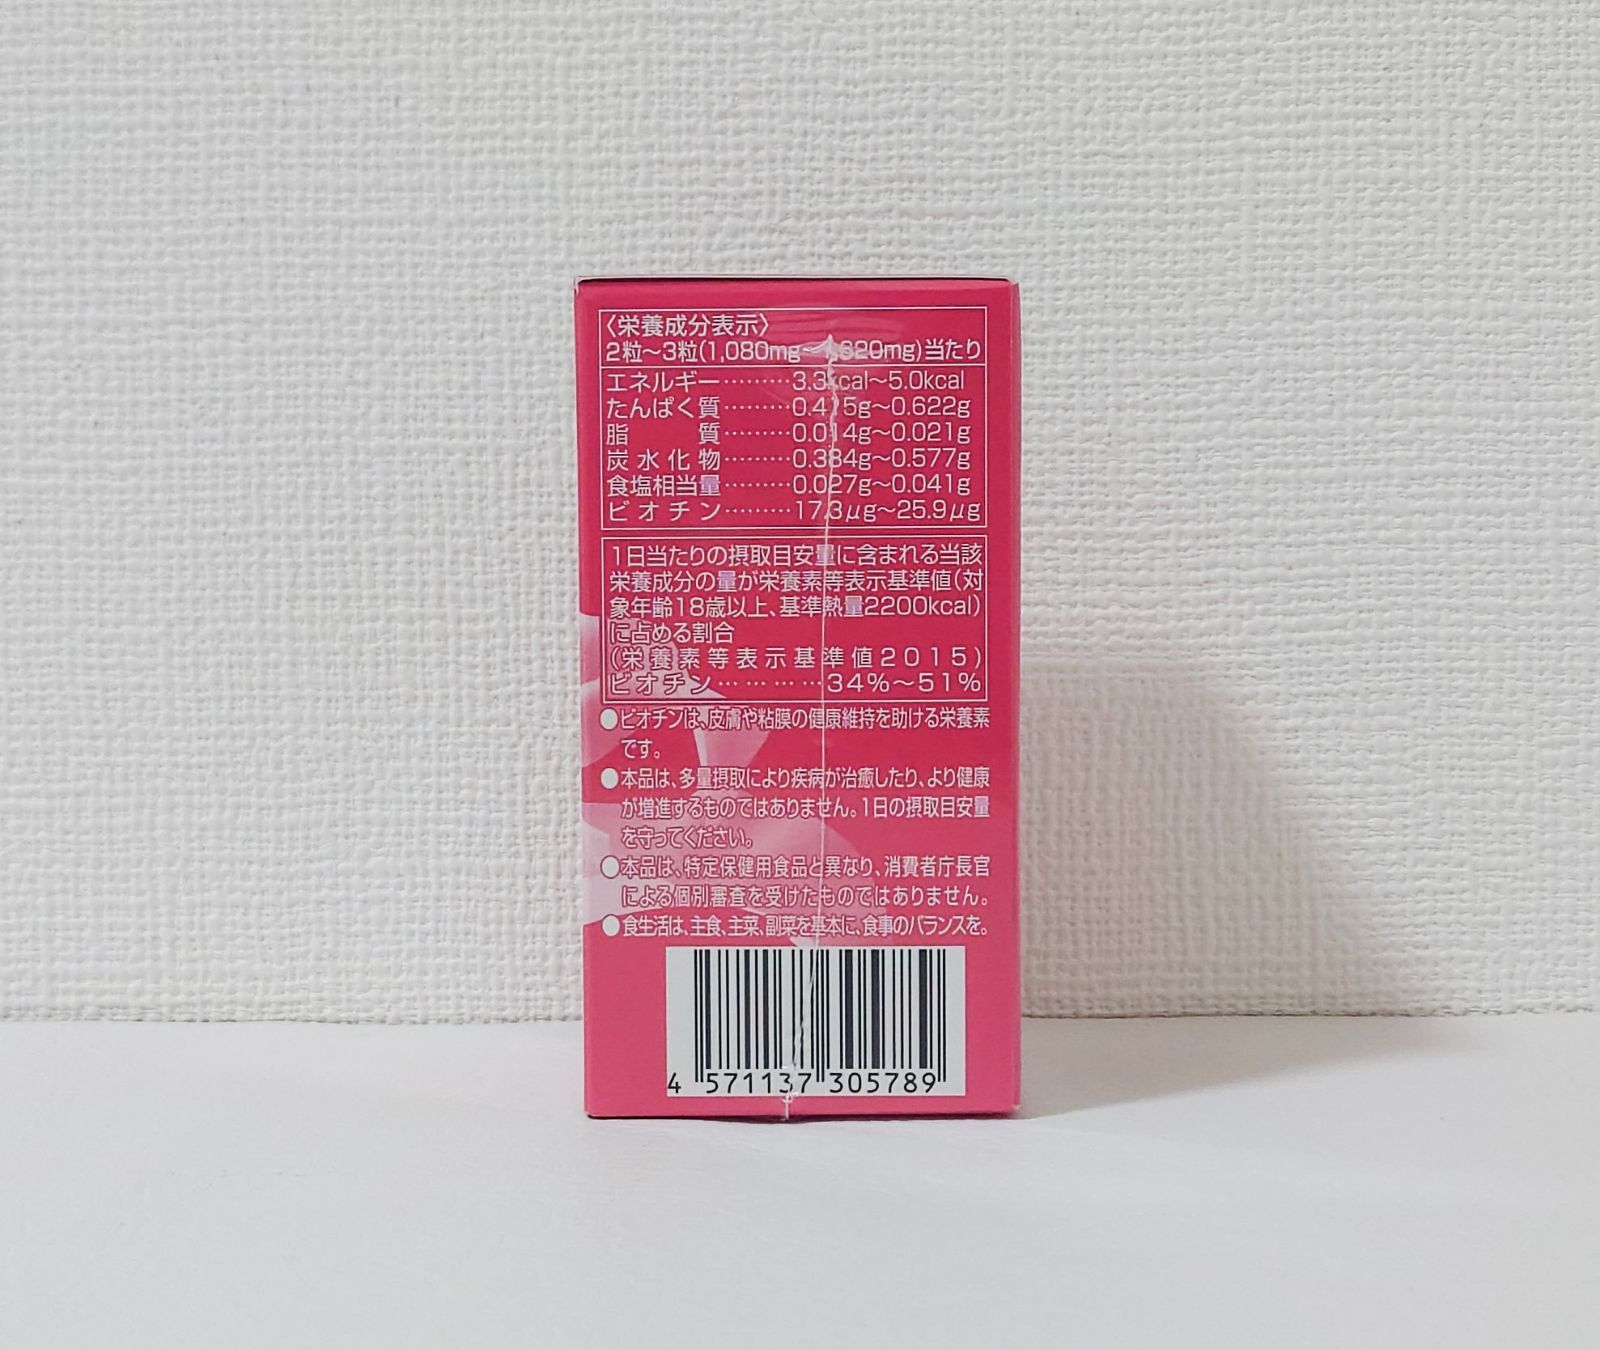 〈栄養成分表示〉
2粒〜3粒(1,080mg〜1,620mg)当たり
エネルギー………3.3kcal〜5.0kcal
たんぱく質………0.415g〜0.622g
脂質………0.014g〜0.021g
炭水化物………0.384g〜0.577g
食塩相当量………0.027g〜0.041g
ビオチン………17.3μg〜25.9μg
1日当たりの摂取目安量に含まれる当該
栄養成分の量が栄養素等表示基準値(対
象年齢18歳以上、基準熱量2200kcal)
に占める割合
(栄養素等表示基準値2015)
ビオチン…………34%〜51%
●ビオチンは、皮膚や粘膜の健康維持を助ける栄養素
です。
●本品は、多量摂取により疾病が治癒したり、より健康
が増進するものではありません。1日の摂取目安量
を守ってください。
●本品は、特定保健用食品と異なり、消費者庁長官
による個別審査を受けたものではありません。
●食生活は、主食、主菜、副菜を基本に、食事のバランスを。
4 571137 305789